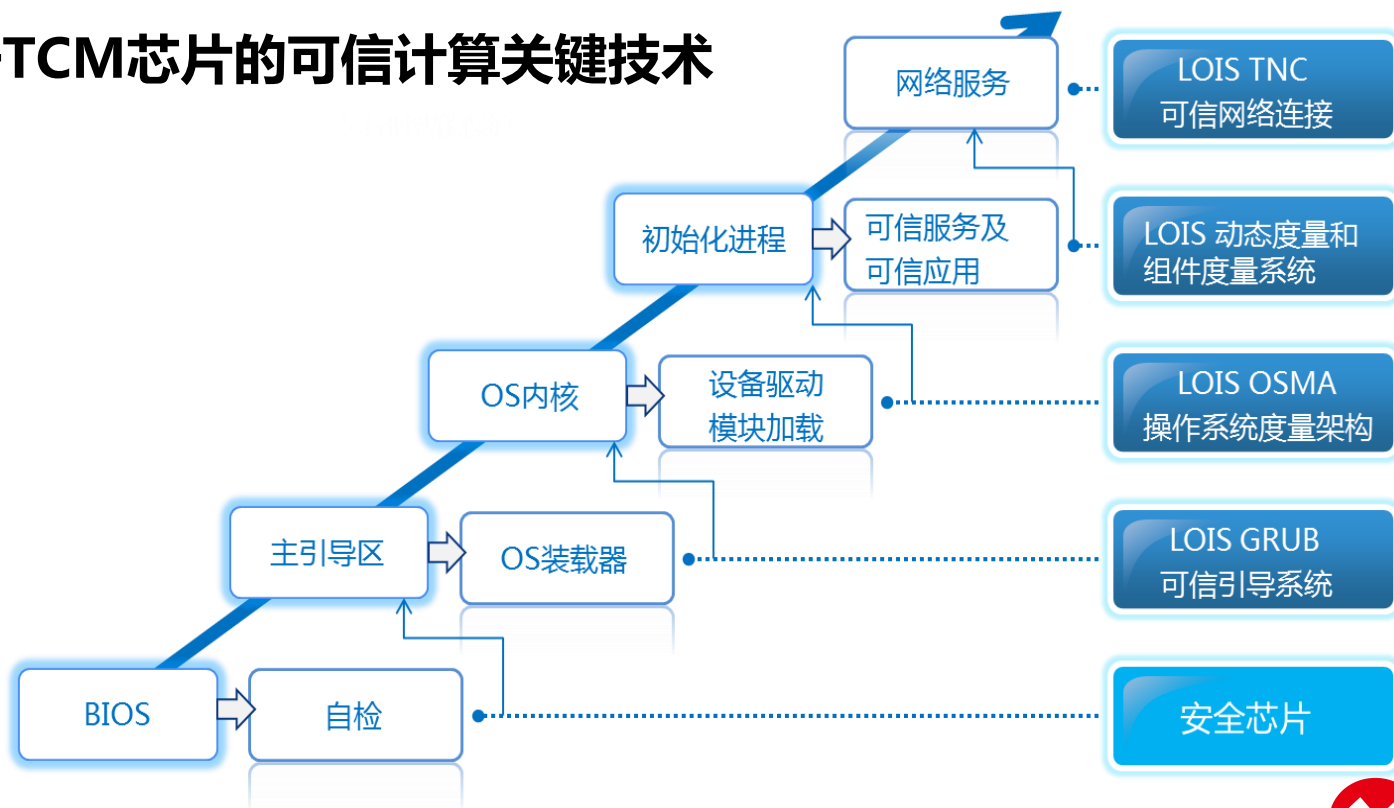 TCM芯片的可信计算关键技术
网络服务
LOIS TNC
可信网络连接
初始化进程
可信服务及
可信应用
LOIS 动态度量和
组件度量系统
OS内核
设备驱动
模块加载
LOIS OSMA
操作系统度量架构
主引导区
OS装载器
LOIS GRUB
可信引导系统
BIOS
自检
安全芯片